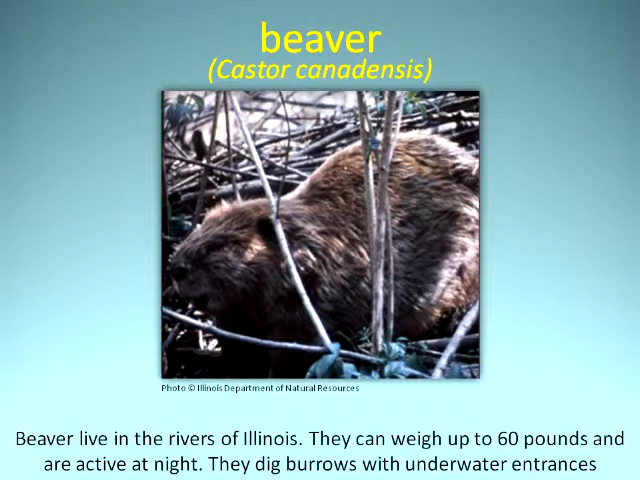 beaver
(Castor canadensis)
Photo © Illinois Department of Natural Resources
Beaver live in the rivers of Illinois. They can weigh up to 60 pounds and
are active at night. They dig burrows with underwater entrances